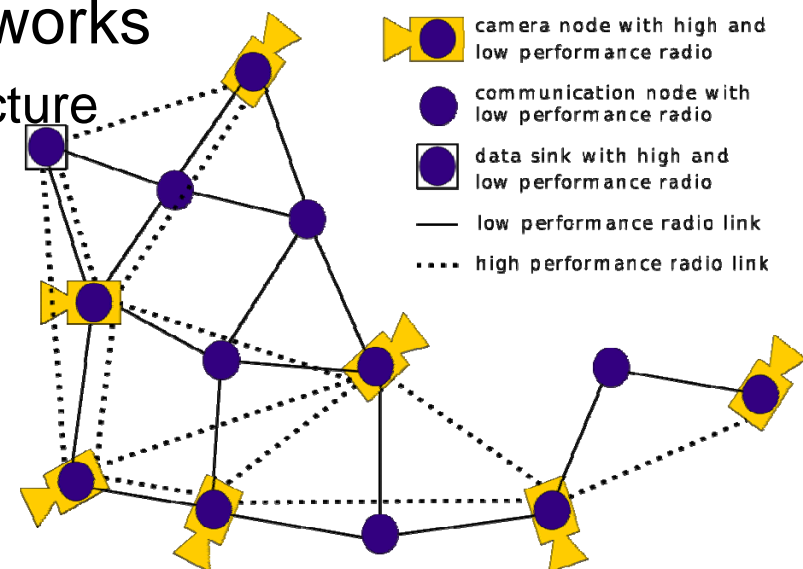 works
cture
camera node with high and
low performance radio
communication node with
low performance radio
data sink with high and
low performance radio
low performance radio link
high performance radio link